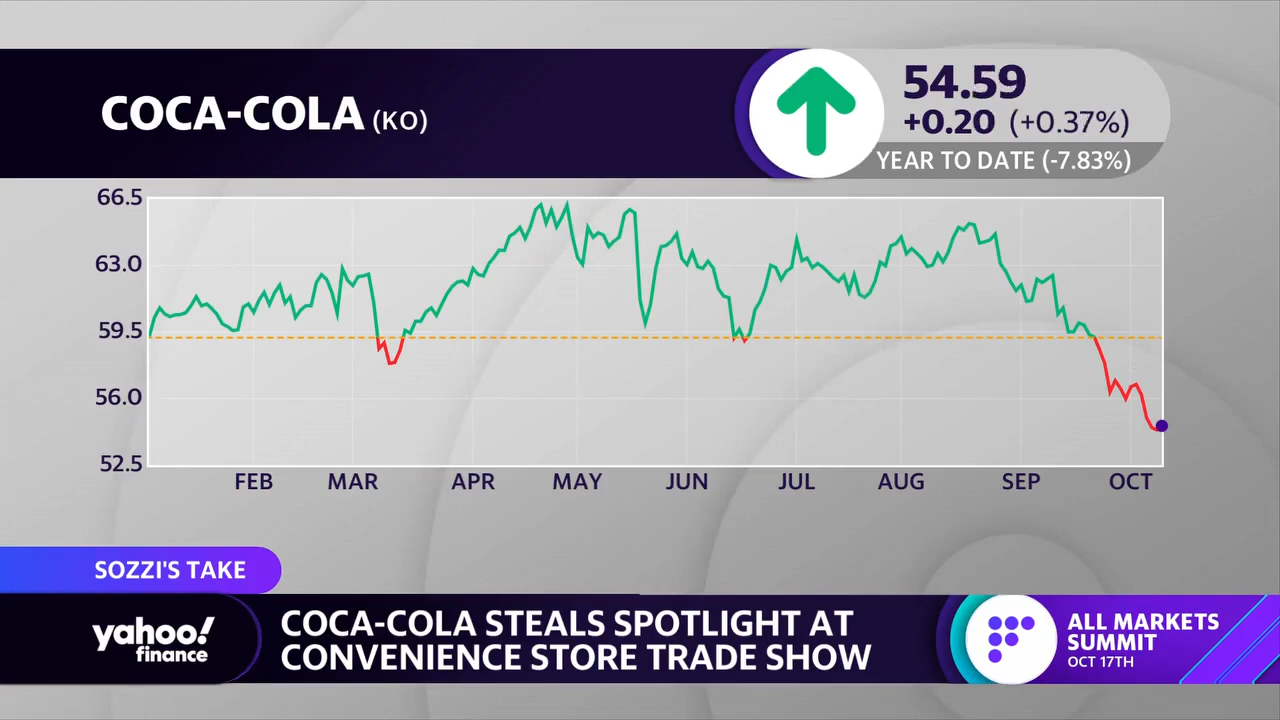 COCA-COLA (KO)
54.59
+0.20 (+0.37%)
YEAR TO DATE (-7.83%)
66.5
63.0
59.5
56.0
52.5
FEB MAR APR MAY JUN JUL AUG SEP OCT
SOZZI'S TAKE
yahoo!
finance
COCA-COLA STEALS SPOTLIGHT AT
CONVENIENCE STORE TRADE SHOW
ALL MARKETS
SUMMIT
OCT 17TH